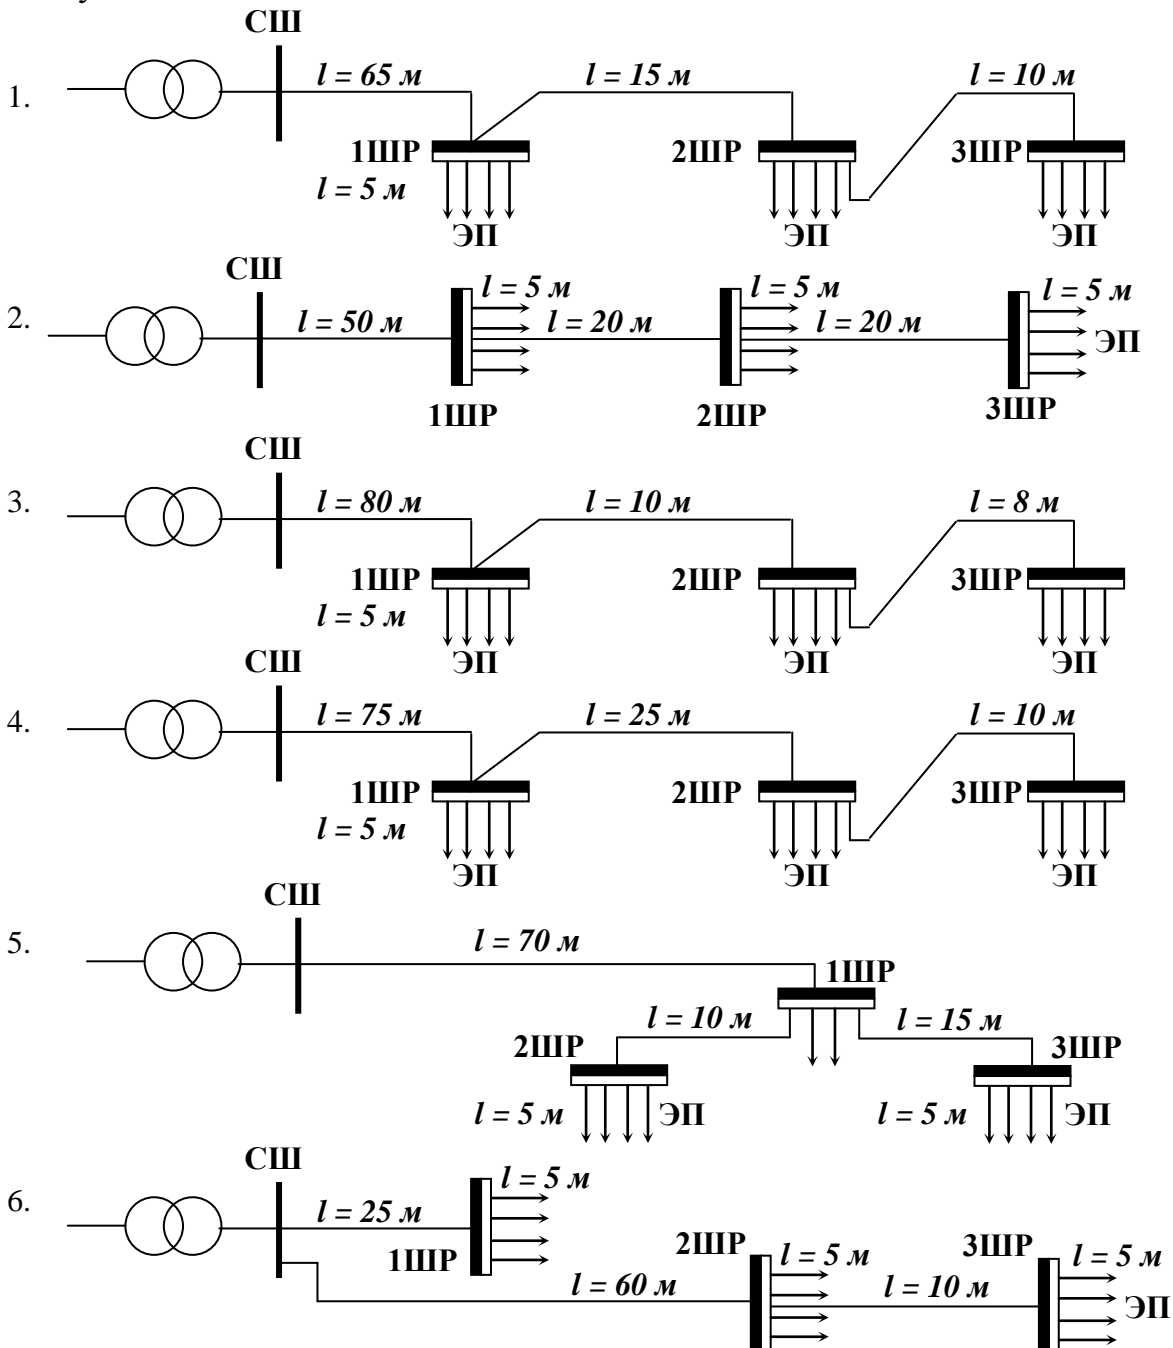 у
СШ
1. l = 65 м l = 15 м l = 10 м
1ШР 2ШР 3ШР
l = 5 м
ЭП ЭП ЭП
СШ
l = 5 м l = 5 м l = 5 м
2. l = 50 м l = 20 м l = 20 м ЭП
1ШР 2ШР 3ШР
СШ
3. l = 80 м l = 10 м l = 8 м
1ШР 2ШР 3ШР
l = 5 м
ЭП ЭП ЭП
СШ
4. l = 75 м l = 25 м l = 10 м
1ШР 2ШР 3ШР
l = 5 м
ЭП ЭП ЭП
СШ
5. l = 70 м
1ШР
l = 10 м l = 15 м
2ШР 3ШР
l = 5 м ЭП l = 5 м ЭП
СШ
l = 5 м
6. l = 25 м
1ШР 2ШР l = 5 м 3ШР l = 5 м
l = 60 м l = 10 м ЭП